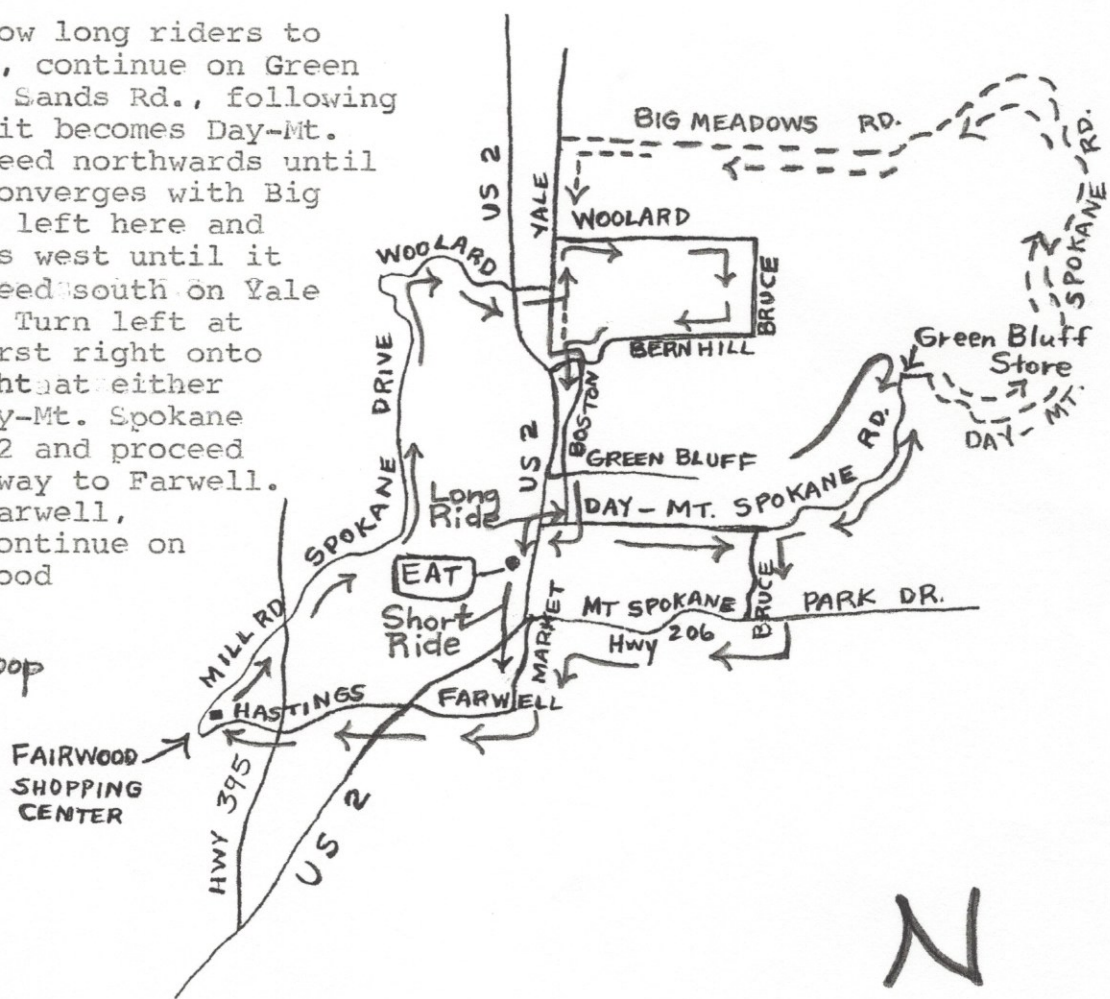 ow long riders to
, continue on Green
Sands Rd., following
it becomes Day-Mt.
eed northwards until
onverges with Big
left here and
s west until it
eed south on Yale
Turn left at
rst right onto
ht at either
y-Mt. Spokane
2 and proceed
way to Farwell.
arwell,
ontinue on
ood
oop
US 2
YALE
BIG MEADOWS RD.
SPOKANE RD.
WOOLARD
WOOLARD
BRUCE
BERNHILL
DRIVE
SPOKANE
BOSTON
US 2
GREEN BLUFF
Green Bluff
Store
DAY-MT.
RD.
DAY-MT. SPOKANE
Long
Ride
EAT
Short
Ride
MARKET
MT SPOKANE
Hwy 206
BRUCE
PARK DR.
MILL RD
HASTINGS
FARWELL
FAIRWOOD
SHOPPING
CENTER
HWY 395
US 2
N